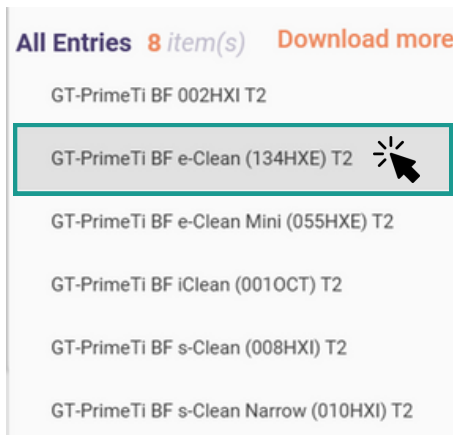 All Entries 8 item(s) Download more
GT-PrimeTi BF 002HXI T2
GT-PrimeTi BF e-Clean (134HXE) T2
GT-PrimeTi BF e-Clean Mini (055HXE) T2
GT-PrimeTi BF iClean (001OCT) T2
GT-PrimeTi BF s-Clean (008HXI) T2
GT-PrimeTi BF s-Clean Narrow (010HXI) T2